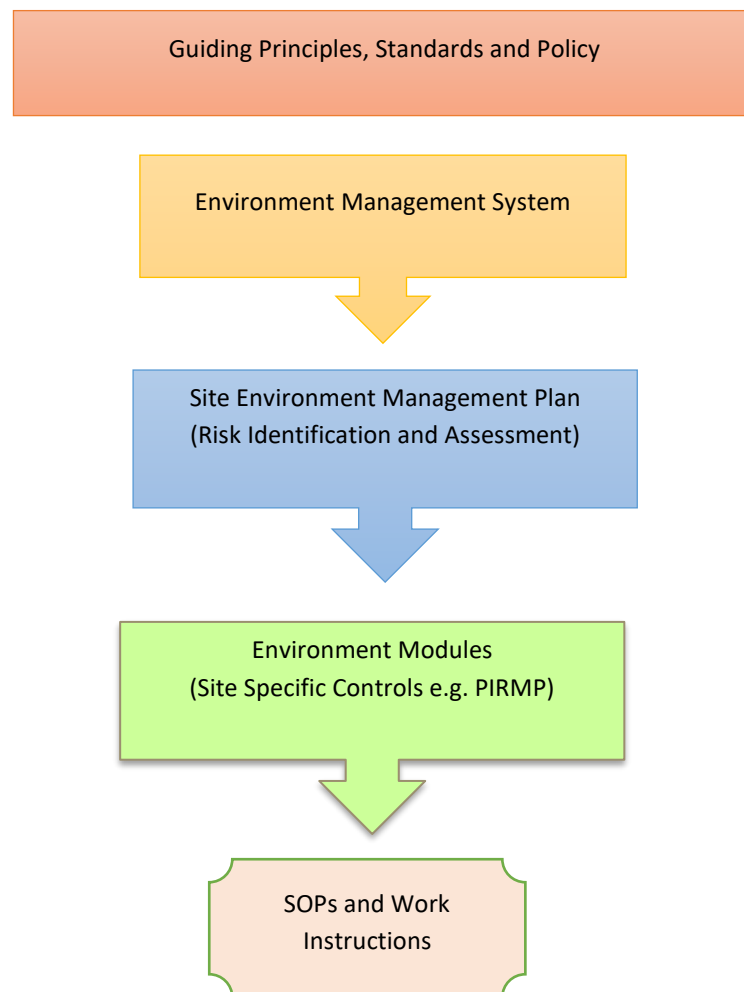 Guiding Principles, Standards and Policy
Environment Management System
Site Environment Management Plan
(Risk Identification and Assessment)
Environment Modules
(Site Specific Controls e.g. PIRMP)
SOPs and Work
Instructions